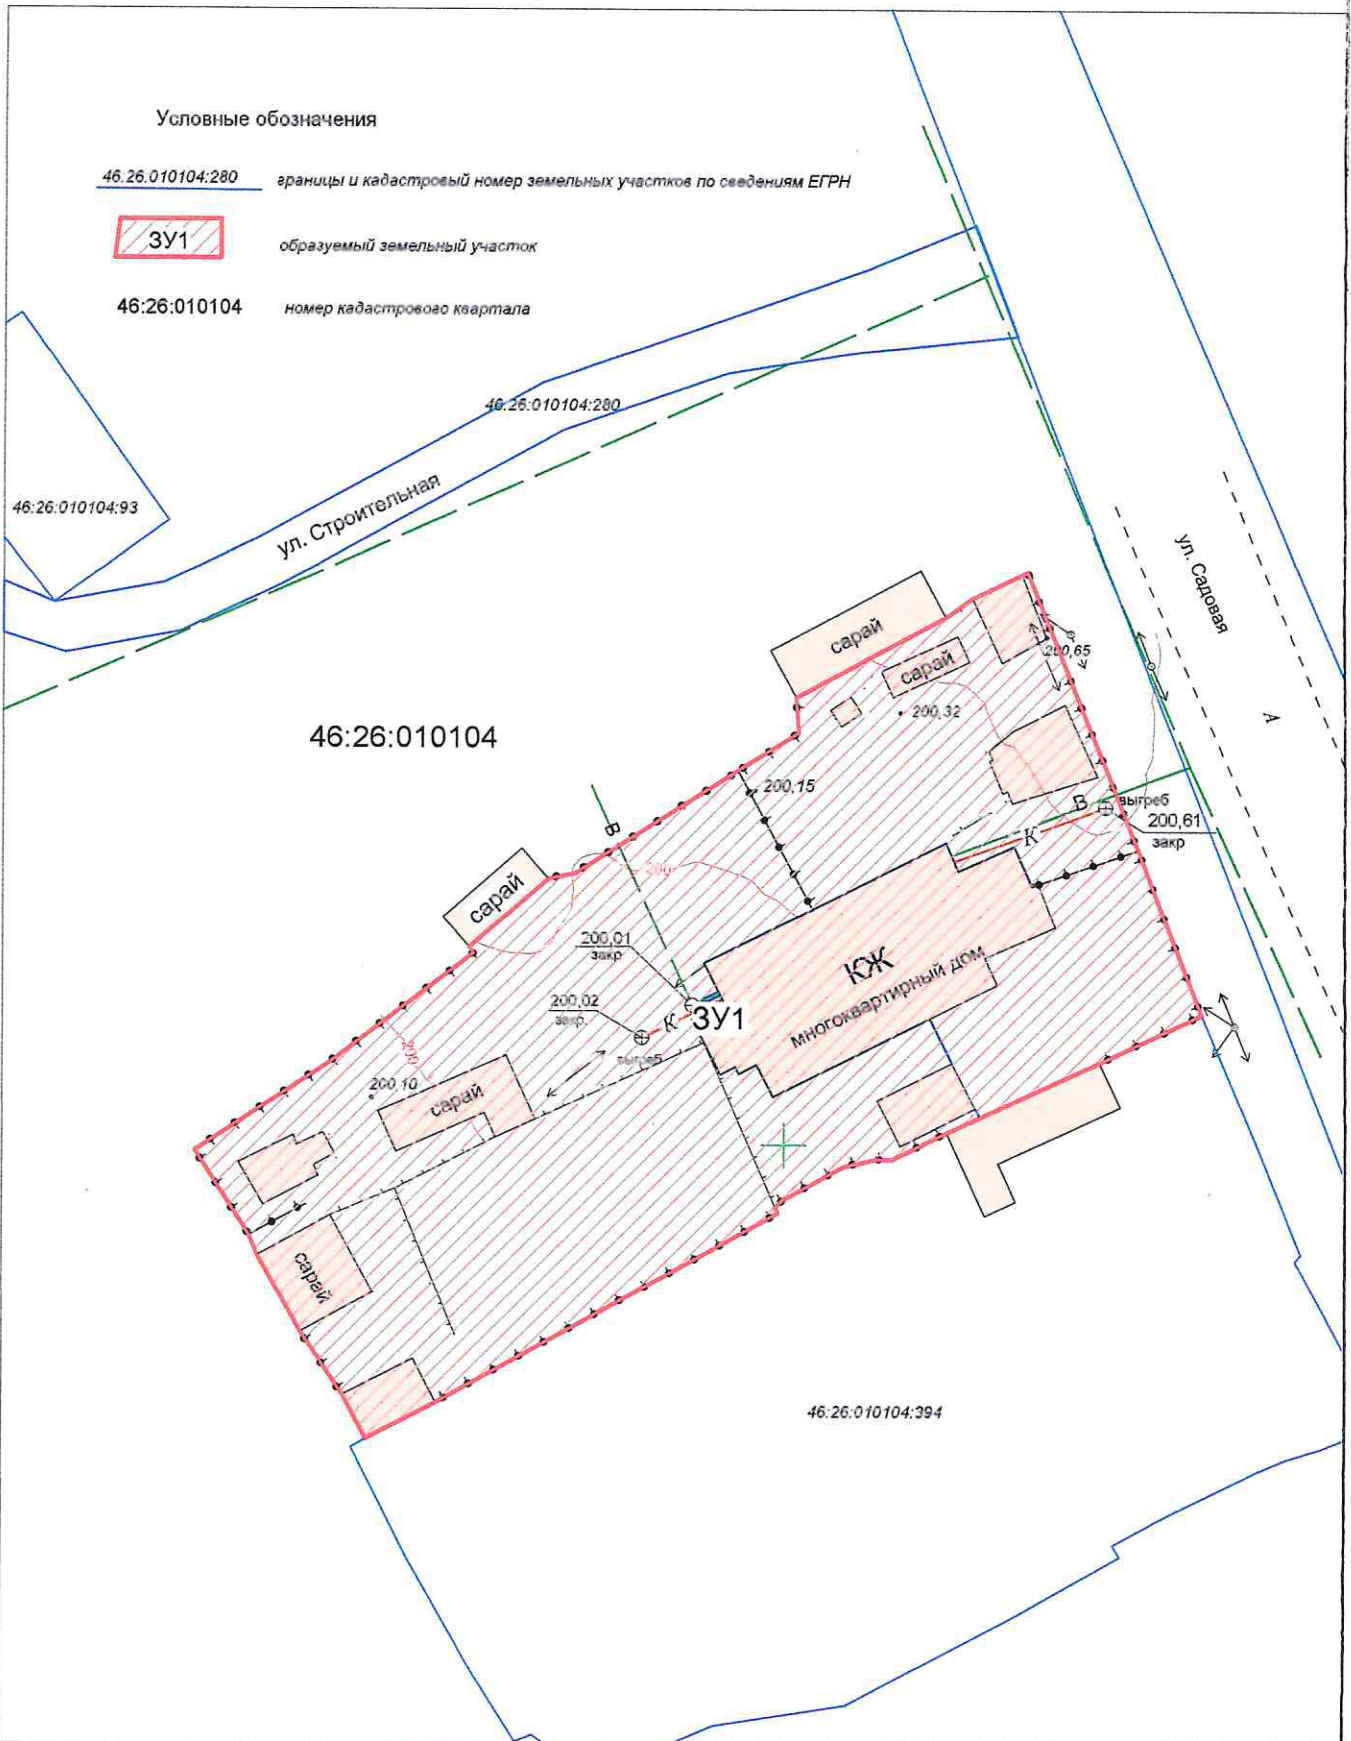 Условные обозначения
46:26:010104:280 границы и кадастровый номер земельных участков по сведениям ЕГРН
ЗУ1 образуемый земельный участок
46:26:010104 номер кадастрового квартала
46:26:010104:280
46:26:010104:93
ул. Строительная
ул. Садовая
сарай
200,65
сарай
200,32
А
46:26:010104
200,15
В
выгреб
200,61
закр
В
К
200
сарай
200,01
закр
КЖ
многоквартирный дом
200,02
закр.
К
ЗУ1
выгреб
200
200,10
сарай
сарай
46:26:010104:394